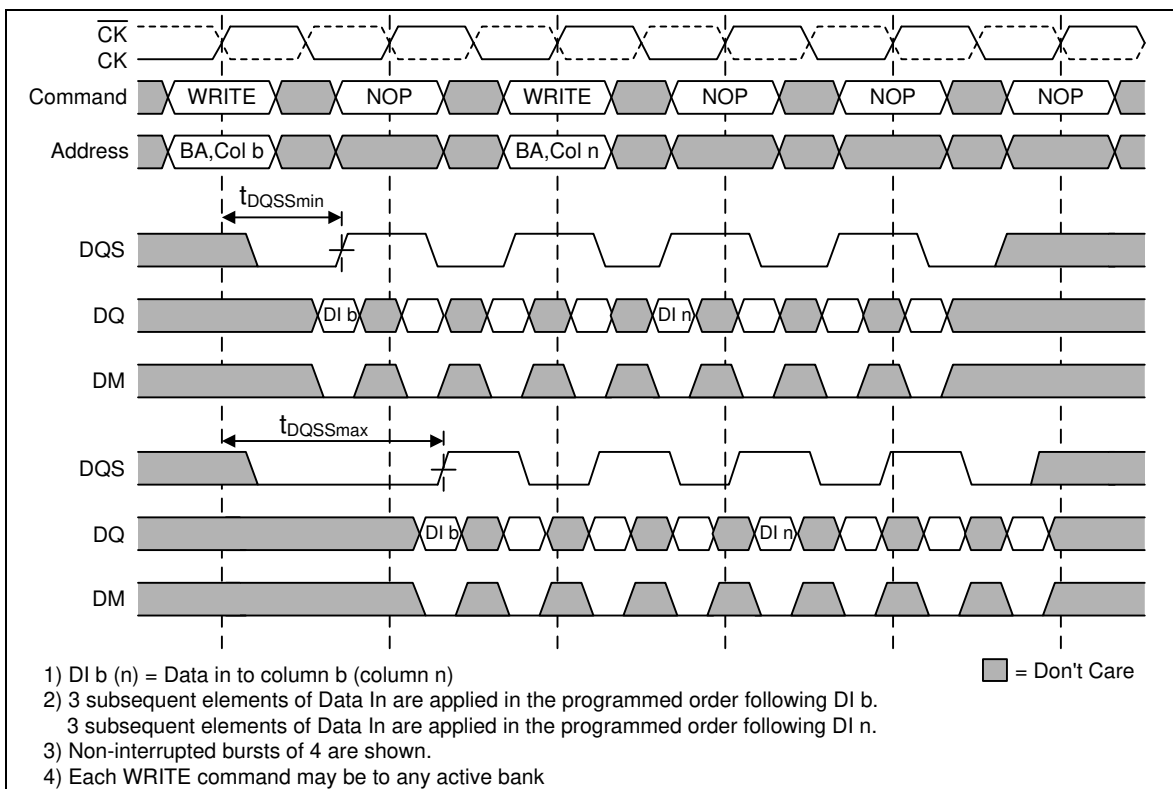 CK
CK
Command WRITE NOP WRITE NOP NOP NOP
Address BA,Col b BA,Col n
tDQSSmin
DQS
DQ DI b DI n
DM
tDQSSmax
DQS
DQ DI b DI n
DM
1) DI b (n) = Data in to column b (column n)
= Don't Care
2) 3 subsequent elements of Data In are applied in the programmed order following DI b.
3 subsequent elements of Data In are applied in the programmed order following DI n.
3) Non-interrupted bursts of 4 are shown.
4) Each WRITE command may be to any active bank